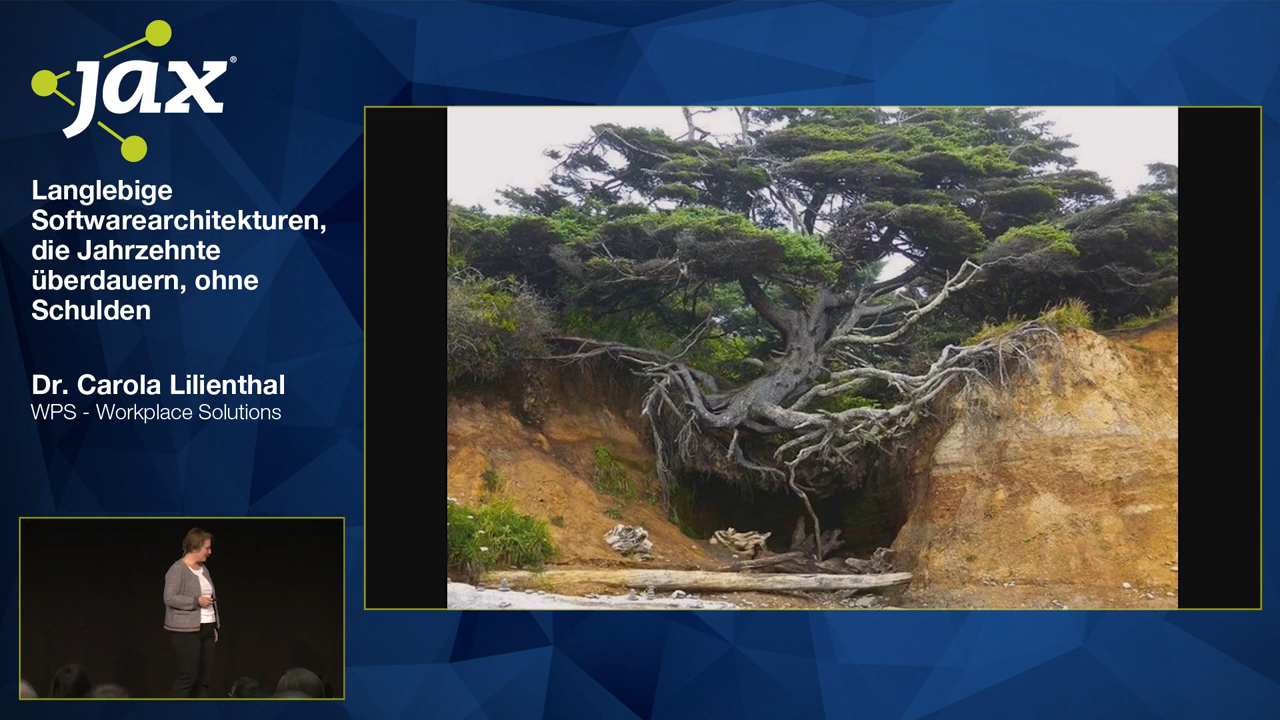 jax®
Langlebige
Softwarearchitekturen,
die Jahrzehnte
überdauern, ohne
Schulden
Dr. Carola Lilienthal
WPS - Workplace Solutions